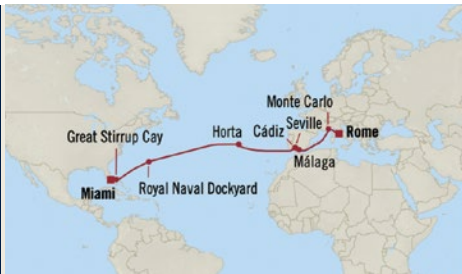 Monte Carlo
Great Stirrup Cay
Horta
Cádiz
Seville
Rome
Málaga
Miami
Royal Naval Dockyard